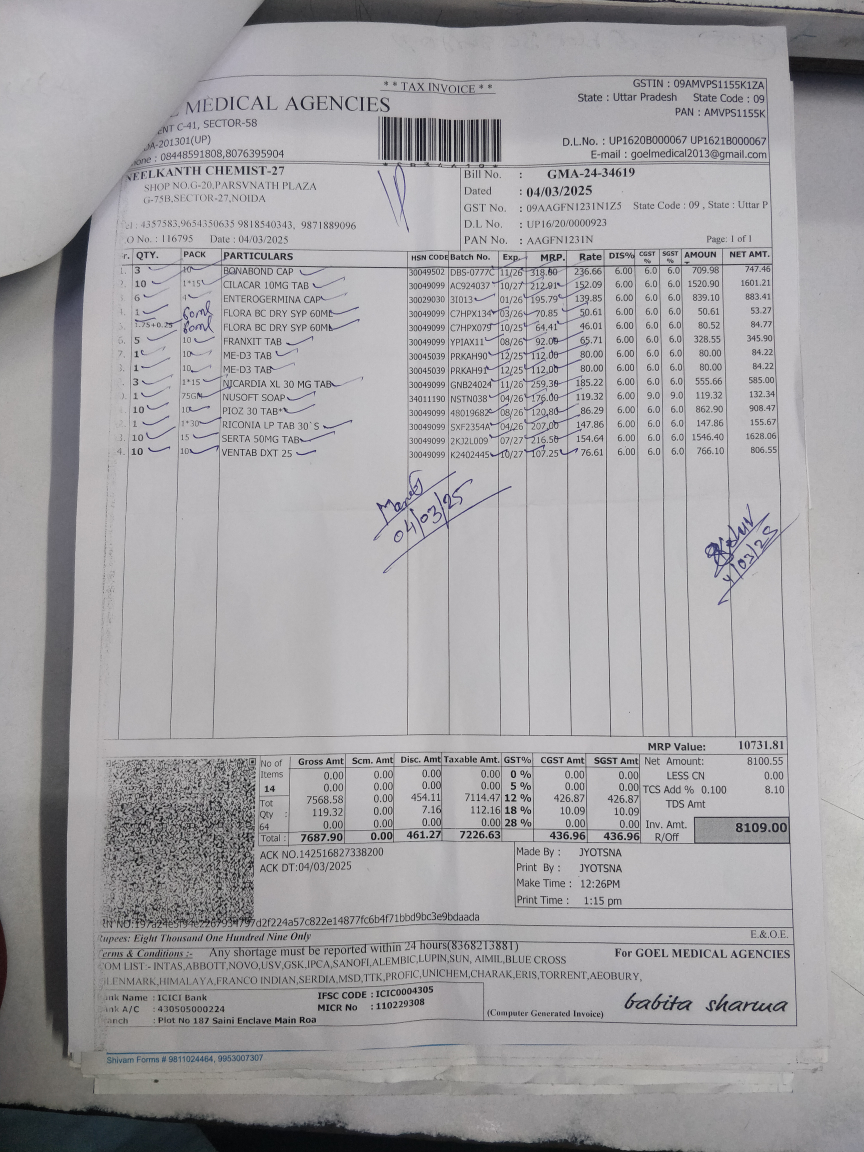 ** TAX INVOICE **
MEDICAL AGENCIES
C-41, SECTOR-58
-201301(UP)
: 08448591808,8076395904
GSTIN : 09AMVPS1155K1ZA
State : Uttar Pradesh State Code : 09
PAN : AMVPS1155K
D.L.No. : UP1620B000067 UP1621B000067
E-mail : goelmedical2013@gmail.com
NEELKANTH CHEMIST-27
SHOP NO.G-20,PARSVNATH PLAZA
G-75B,SECTOR-27,NOIDA
: 4357583,9654350635 9818540343, 9871889096
O No. : 116795 Date : 04/03/2025
Bill No. : GMA-24-34619
Dated : 04/03/2025
GST No. : 09AAGFN1231N1Z5 State Code : 09 , State : Uttar P
D.L No. : UP16/20/0000923
PAN No. : AAGFN1231N Page: 1 of 1
QTY. PACK PARTICULARS HSN CODE Batch No. Exp. MRP. Rate DIS% CGST % SGST % AMOUN NET AMT.
3 10 BONABOND CAP 30049502 DBS-0777C 11/26 318.00 236.66 6.00 6.0 6.0 709.98 747.46
10 1*15 CILACAR 10MG TAB 30049099 AC924037 10/27 212.91 152.09 6.00 6.0 6.0 1520.90 1601.21
6 ENTEROGERMINA CAP 30029030 3I013 01/26 195.79 139.85 6.00 6.0 6.0 839.10 883.41
1 60ml FLORA BC DRY SYP 60ML 30049099 C7HPX134 03/26 70.85 50.61 6.00 6.0 6.0 50.61 53.27
1.75+0.25 60ml FLORA BC DRY SYP 60ML 30049099 C7HPX079 10/25 64.41 46.01 6.00 6.0 6.0 80.52 84.77
5 10 FRANXIT TAB 30049099 YPIAX11 08/26 92.00 65.71 6.00 6.0 6.0 328.55 345.90
1 10 ME-D3 TAB 30045039 PRKAH90 12/25 112.00 80.00 6.00 6.0 6.0 80.00 84.22
1 10 ME-D3 TAB 30045039 PRKAH91 12/25 112.00 80.00 6.00 6.0 6.0 80.00 84.22
3 1*15 NICARDIA XL 30 MG TAB 30049099 GNB24024 11/26 259.30 185.22 6.00 6.0 6.0 555.66 585.00
1 75GM NUSOFT SOAP 34011190 NSTN038 04/26 176.00 119.32 6.00 9.0 9.0 119.32 132.34
10 10 PIOZ 30 TAB* 30049099 48019682 08/26 120.80 86.29 6.00 6.0 6.0 862.90 908.47
1 1*30 RICONIA LP TAB 30`S 30049099 SXF2354A 04/26 207.00 147.86 6.00 6.0 6.0 147.86 155.67
10 15 SERTA 50MG TAB 30049099 2KJ2L009 07/27 216.50 154.64 6.00 6.0 6.0 1546.40 1628.06
10 10 VENTAB DXT 25 30049099 K2402445 10/27 107.25 76.61 6.00 6.0 6.0 766.10 806.55
04/03/25
4/03/25
MRP Value: 10731.81
No of Items 14 Tot Qty : 64
Gross Amt Scm. Amt Disc. Amt Taxable Amt. GST% CGST Amt SGST Amt
0.00 0.00 0.00 0.00 0 % 0.00 0.00
0.00 0.00 0.00 0.00 5 % 0.00 0.00
7568.58 0.00 454.11 7114.47 12 % 426.87 426.87
119.32 0.00 7.16 112.16 18 % 10.09 10.09
0.00 0.00 0.00 0.00 28 % 0.00 0.00
Total : 7687.90 0.00 461.27 7226.63 436.96 436.96
Net Amount: 8100.55
LESS CN 0.00
TCS Add % 0.100 8.10
TDS Amt
Inv. Amt. R/Off 8109.00
ACK NO.142516827338200
ACK DT:04/03/2025
Made By : JYOTSNA
Print By : JYOTSNA
Make Time : 12:26PM
Print Time : 1:15 pm
E.&O.E.
Rupees: Eight Thousand One Hundred Nine Only
Terms & Conditions :- Any shortage must be reported within 24 hours(8368213881)
COM LIST:- INTAS,ABBOTT,NOVO,USV,GSK,IPCA,SANOFI,ALEMBIC,LUPIN,SUN, AIMIL,BLUE CROSS
GLENMARK,HIMALAYA,FRANCO INDIAN,SERDIA,MSD,TTK,PROFIC,UNICHEM,CHARAK,ERIS,TORRENT,AEOBURY,
For GOEL MEDICAL AGENCIES
Bank Name : ICICI Bank IFSC CODE : ICIC0004305
Bank A/C : 430505000224 MICR No : 110229308
Branch : Plot No 187 Saini Enclave Main Roa
(Computer Generated Invoice)
babita sharma
Shivam Forms # 9811024464, 9953007307